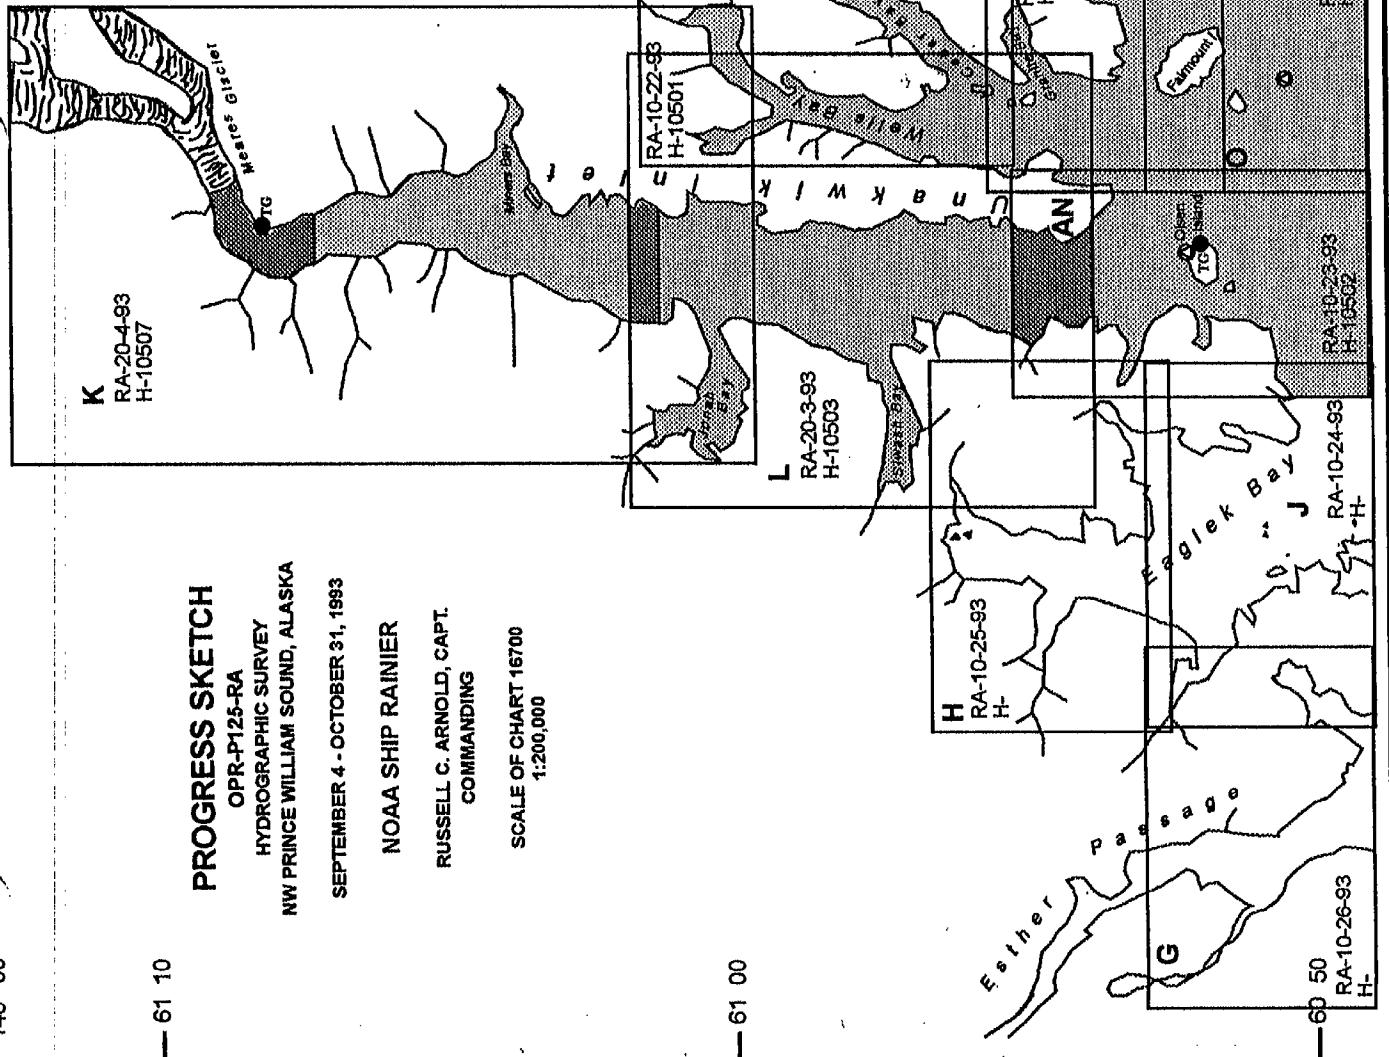 PROGRESS SKETCH
OPR-P125-RA
HYDROGRAPHIC SURVEY
NW PRINCE WILLIAM SOUND, ALASKA
SEPTEMBER 4 - OCTOBER 31, 1993
NOAA SHIP RAINIER
RUSSELL C. ARNOLD, CAPT.
COMMANDING
SCALE OF CHART 16700
1:200,000
61 10
61 00
60 50
K
RA-20-4-93
H-10507
Meares Glacier
TG
Miners Bay
Unakwik Inlet
Jonah
Bay
L
RA-20-3-93
H-10503
Siwash Bay
RA-10-22-93
H-10501
Wells Bay
Fairmount
O
AN
Olsen
Island
TG
RA-10-23-93
H-10502
H
RA-10-25-93
H-
Eaglek Bay
J
RA-10-24-93
H-
Esther Passage
G
RA-10-26-93
H-